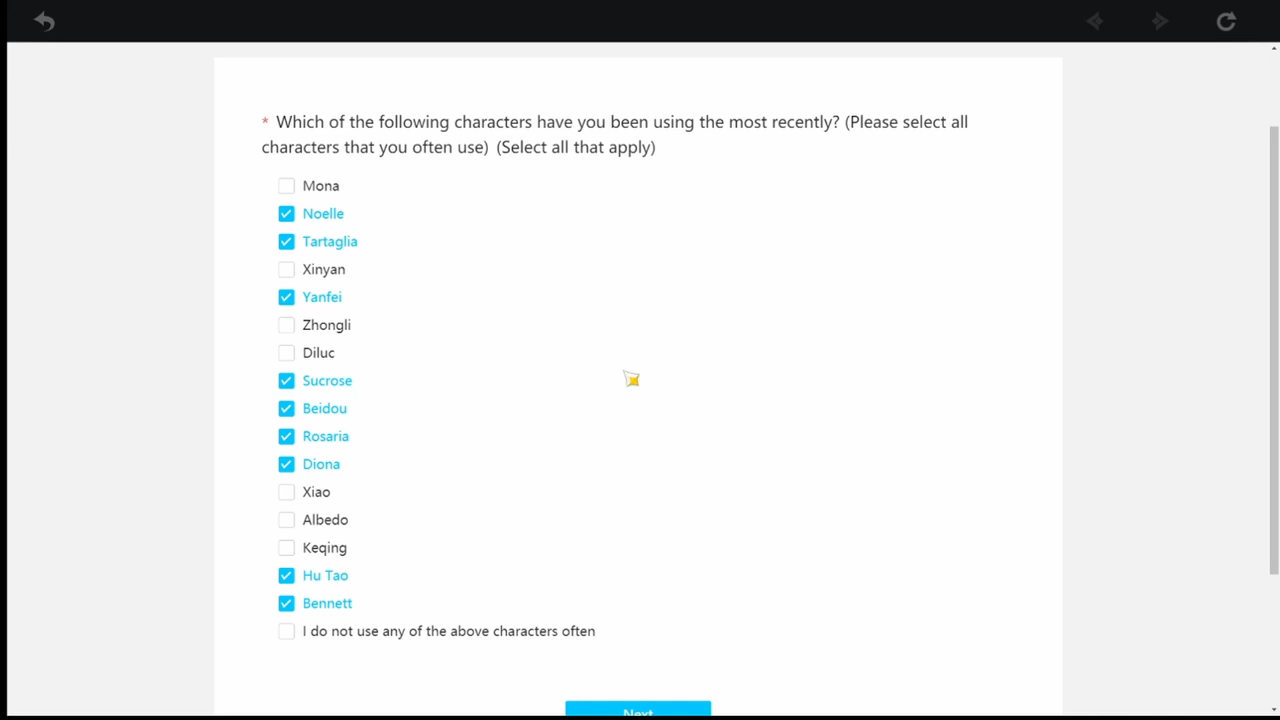 * Which of the following characters have you been using the most recently? (Please select all
characters that you often use) (Select all that apply)
Mona
Noelle
Tartaglia
Xinyan
Yanfei
Zhongli
Diluc
Sucrose
Beidou
Rosaria
Diona
Xiao
Albedo
Keqing
Hu Tao
Bennett
I do not use any of the above characters often
Next